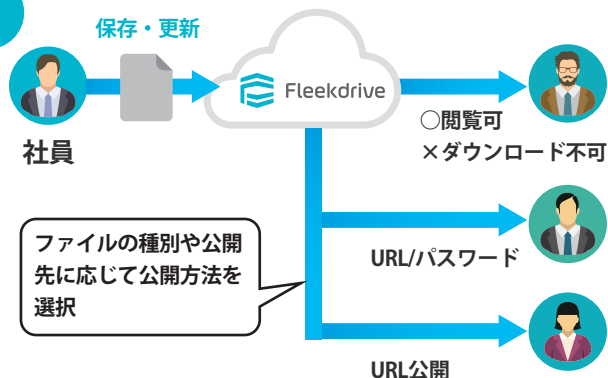 保存・更新
Fleekdrive
社員
○閲覧可
×ダウンロード不可
ファイルの種別や公開
先に応じて公開方法を
選択
URL/パスワード
URL公開